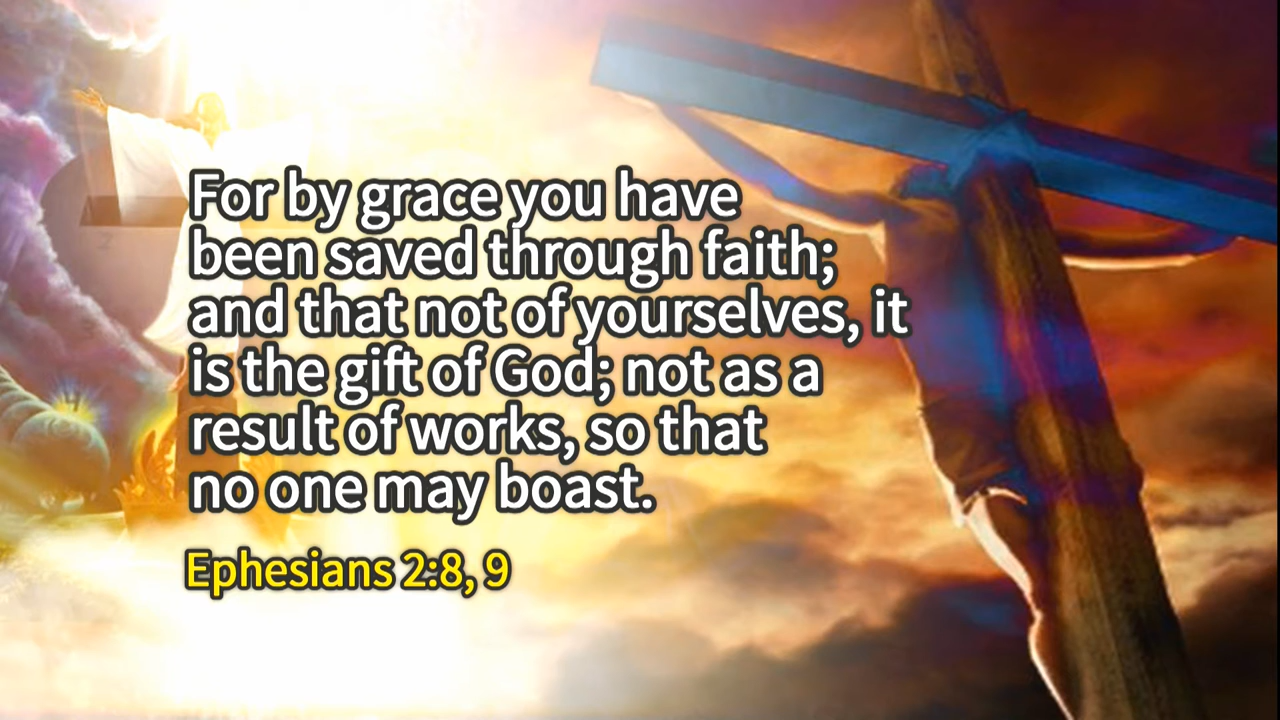 For by grace you have
been saved through faith;
and that not of yourselves, it
is the gift of God; not as a
result of works, so that
no one may boast.
Ephesians 2:8, 9